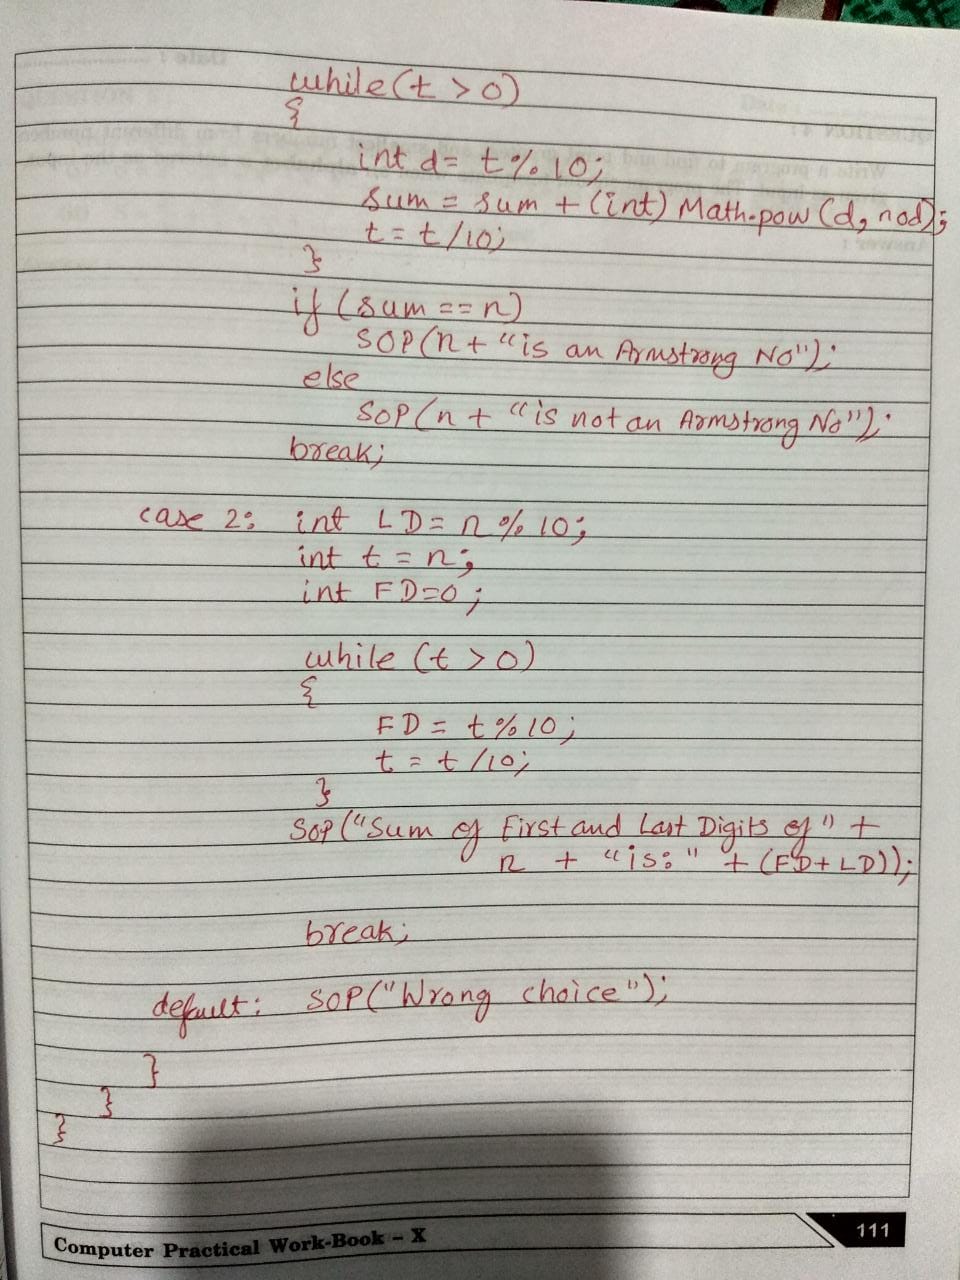 while(t > 0)
{
int d= t % 10;
sum = sum + (int) Math.pow (d, nod);
t = t /10;
}
if (sum == n)
SOP(n + "is an Armstrong No");
else
SOP(n + "is not an Armstrong No");
break;
case 2: int LD = n % 10;
int t = n;
int FD=0;
while (t > 0)
{
FD = t % 10;
t = t /10;
}
SOP("Sum of First and Last Digits of" +
n + "is:" + (FD+ LD));
break;
default: SOP("Wrong choice");
}
}
}
Computer Practical Work-Book – X 111